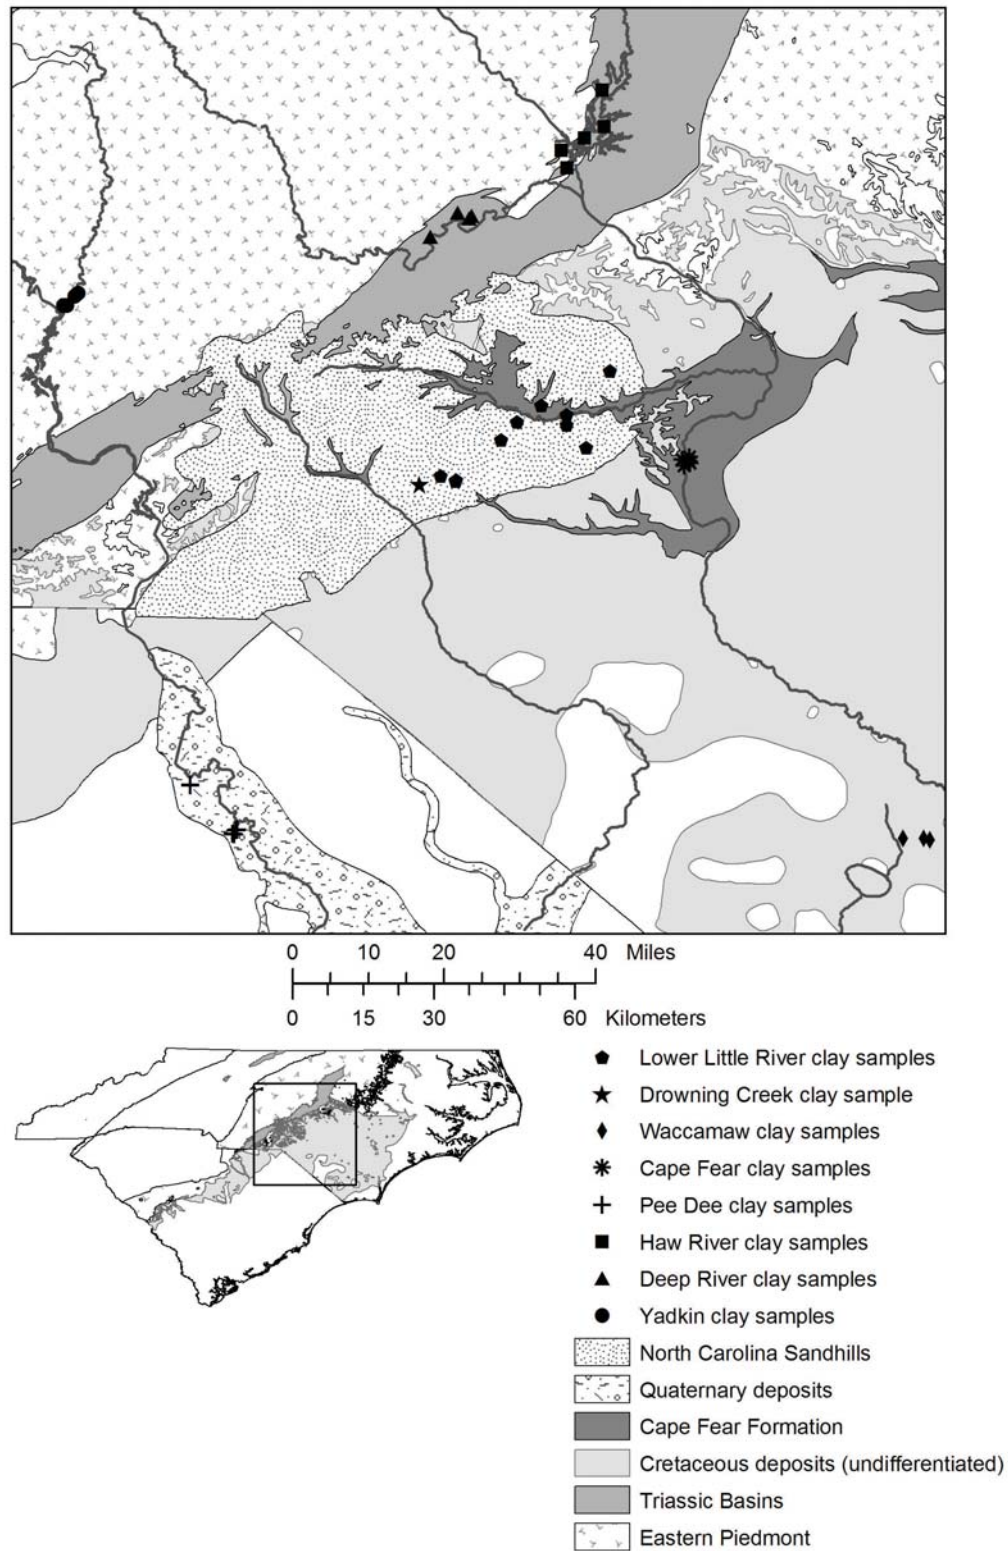 0 10 20 40 Miles
0 15 30 60 Kilometers
Lower Little River clay samples
Drowning Creek clay sample
Waccamaw clay samples
Cape Fear clay samples
Pee Dee clay samples
Haw River clay samples
Deep River clay samples
Yadkin clay samples
North Carolina Sandhills
Quaternary deposits
Cape Fear Formation
Cretaceous deposits (undifferentiated)
Triassic Basins
Eastern Piedmont